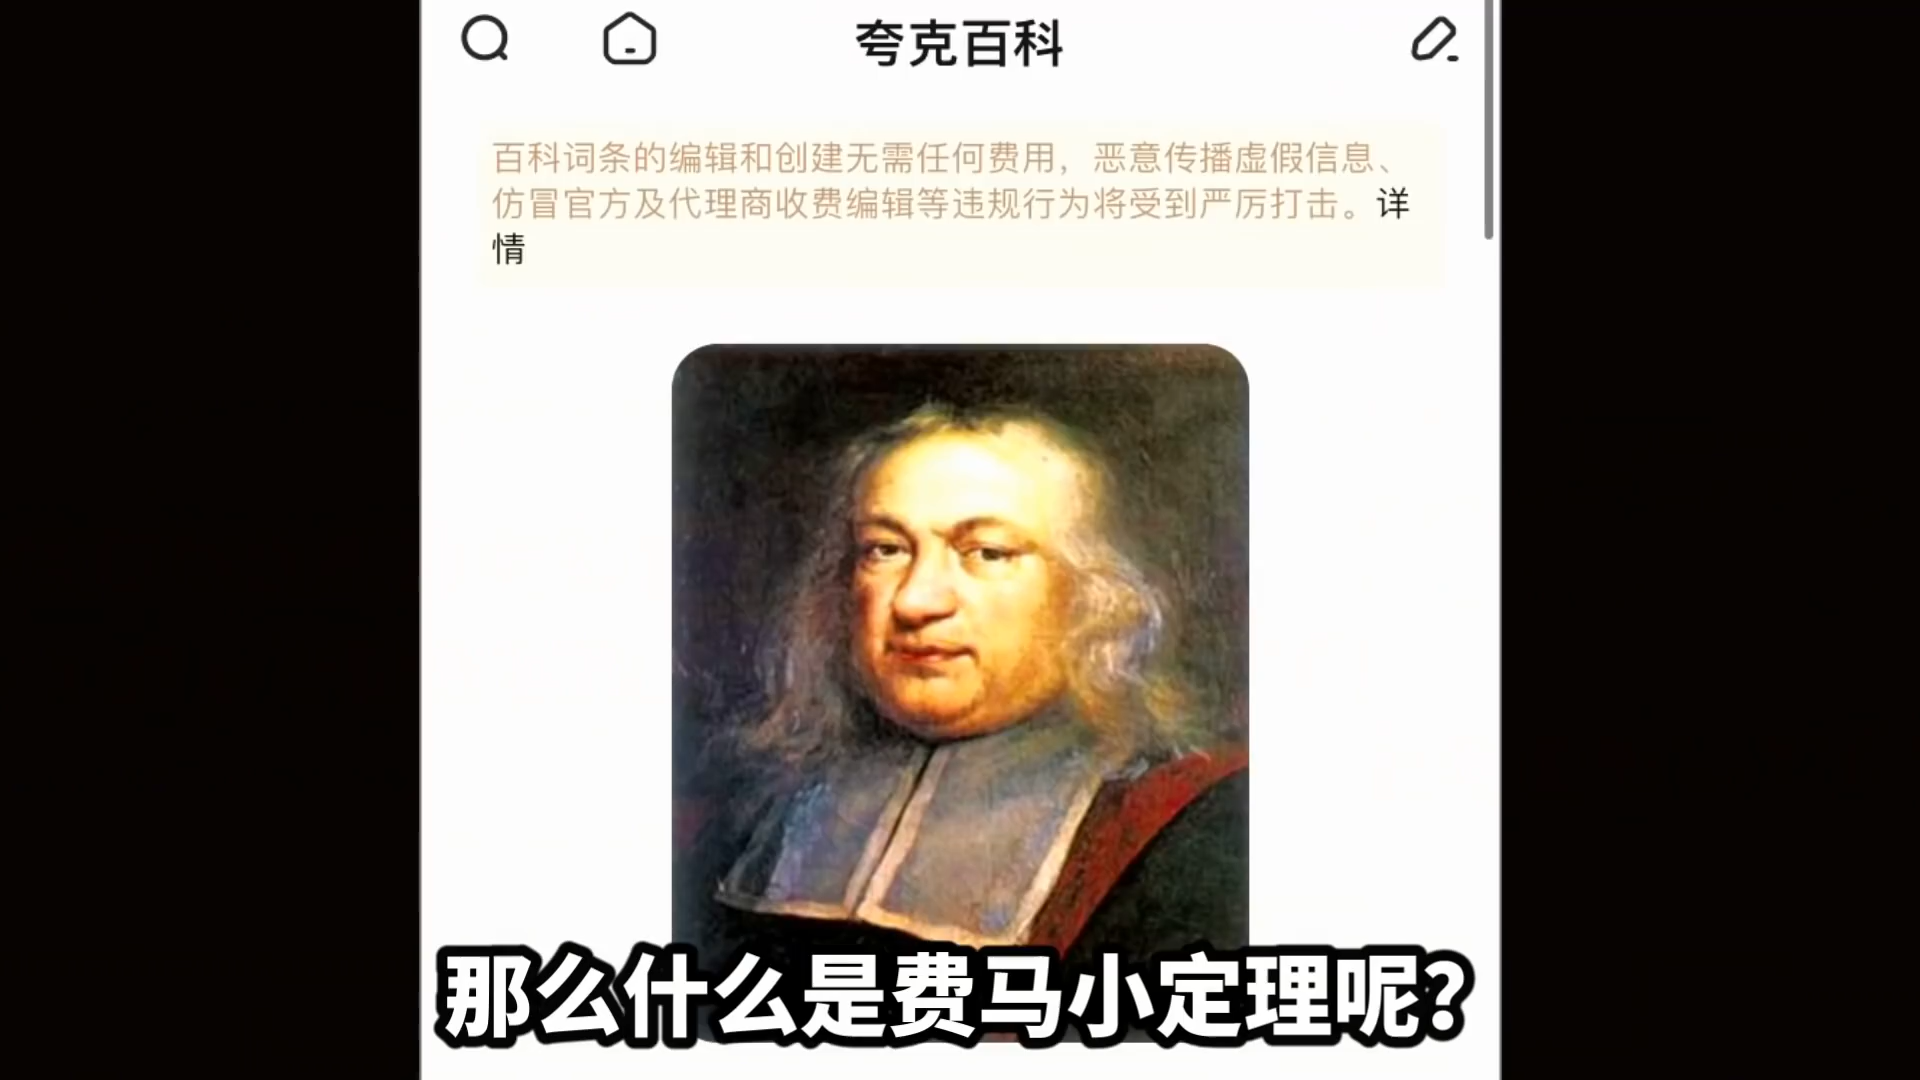 夸克百科
百科词条的编辑和创建无需任何费用，恶意传播虚假信息、
仿冒官方及代理商收费编辑等违规行为将受到严厉打击。详
情
那么什么是费马小定理呢？